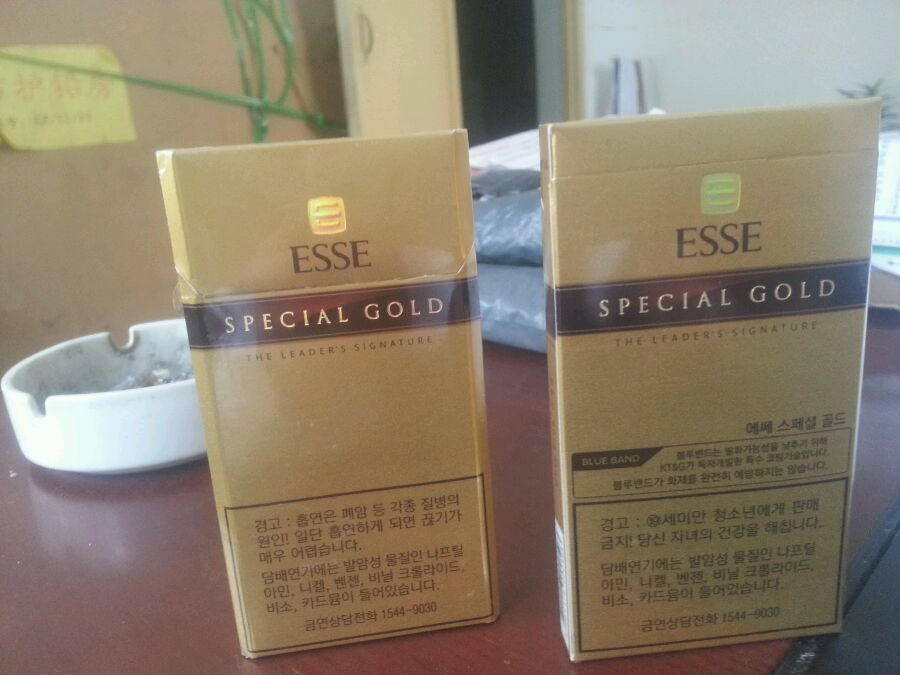 护箱房
ESSE
SPECIAL GOLD
THE LEADER'S SIGNATURE
경고 : 흡연은 폐암 등 각종 질병의
원인! 일단 흡연하게 되면 끊기가
매우 어렵습니다.
담배연기에는 발암성 물질인 나프틸
아민, 니켈, 벤젠, 비닐 크롤라이드,
비소, 카드뮴이 들어있습니다.
금연상담전화 1544-9030
ESSE
SPECIAL GOLD
THE LEADER'S SIGNATURE
에쎄 스페셜 골드
BLUE BAND
블루밴드는 발화가능성을 낮추기 위해
KT&G가 독자개발한 특수 코팅기술입니다.
블루밴드가 화재를 완전히 예방하지는 않습니다.
경고 : ⑲세미만 청소년에게 판매
금지! 당신 자녀의 건강을 해칩니다.
담배연기에는 발암성 물질인 나프틸
아민, 니켈, 벤젠, 비닐 크롤라이드,
비소, 카드뮴이 들어있습니다.
금연상담전화 1544-9030